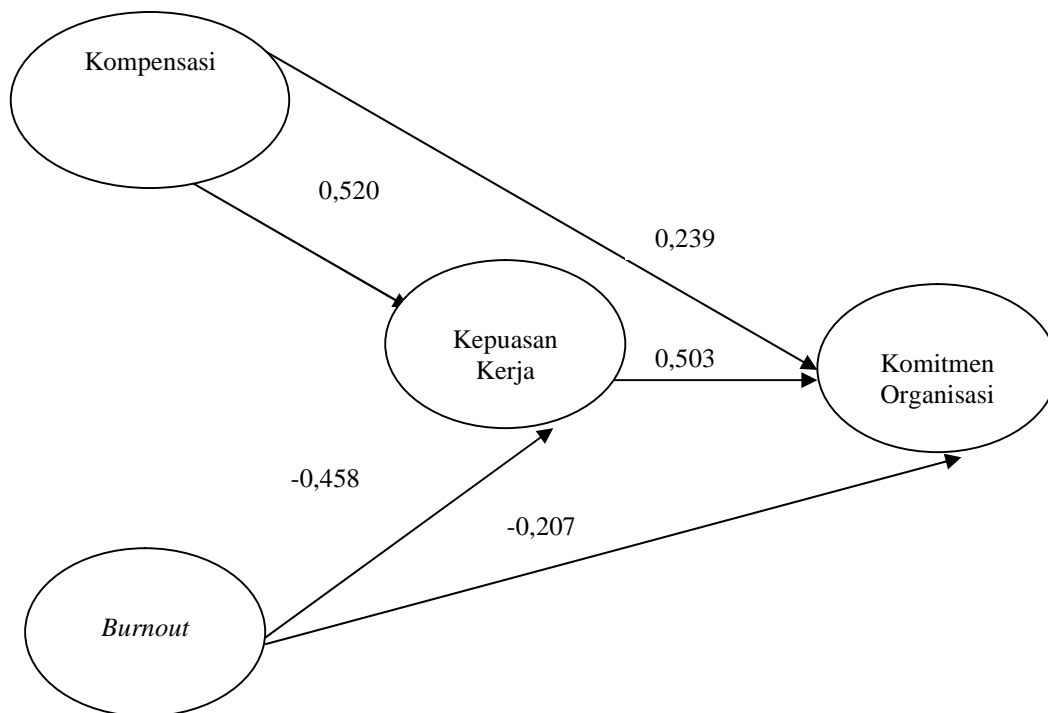 Kompensasi
0,520
0,239
Kepuasan
Kerja
0,503
Komitmen
Organisasi
-0,458
-0,207
Burnout